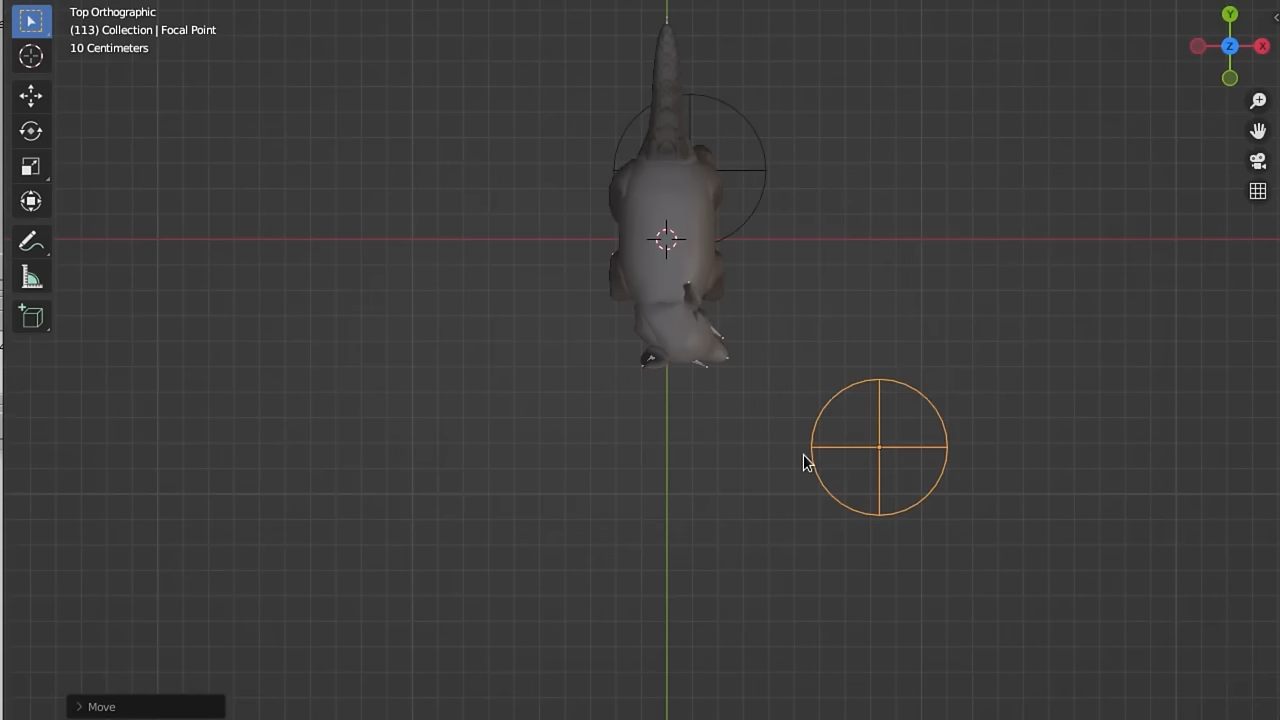 Top Orthographic
(113) Collection | Focal Point
10 Centimeters
Y
Z
X
Move